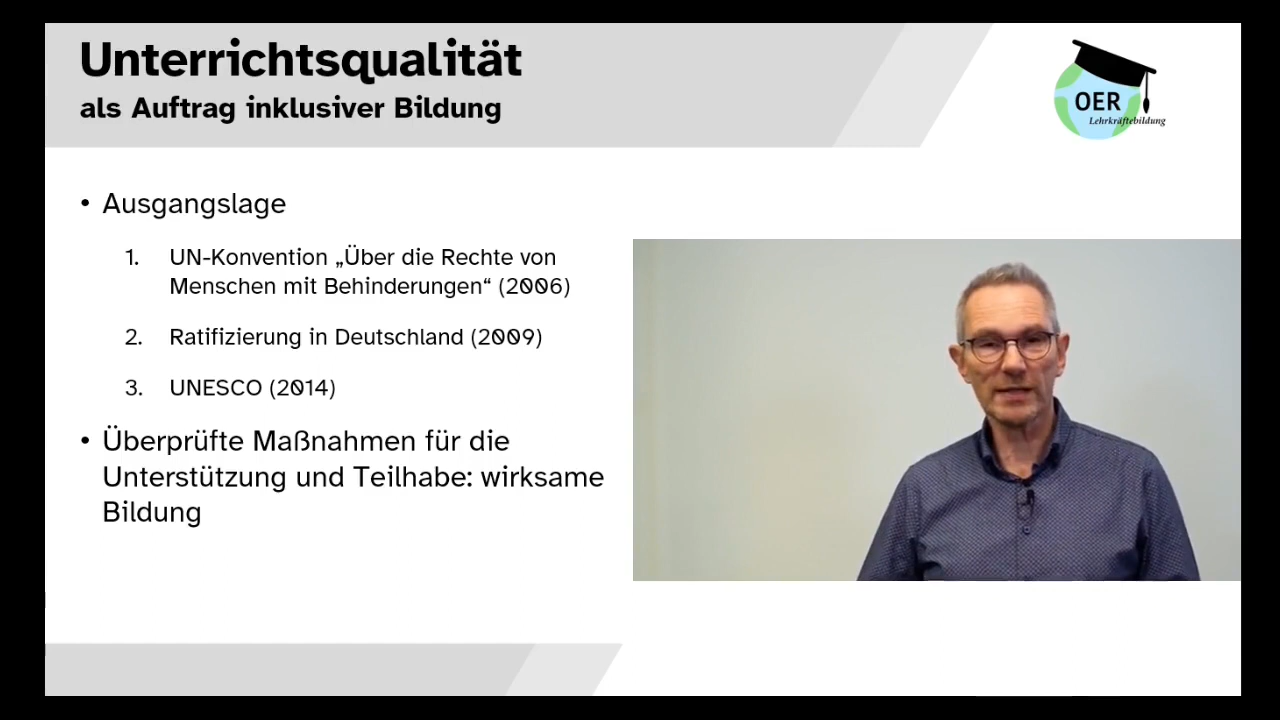 Unterrichtsqualität
als Auftrag inklusiver Bildung
OER
Lehrkräftebildung
• Ausgangslage
1. UN-Konvention „Über die Rechte von
Menschen mit Behinderungen“ (2006)
2. Ratifizierung in Deutschland (2009)
3. UNESCO (2014)
• Überprüfte Maßnahmen für die
Unterstützung und Teilhabe: wirksame
Bildung